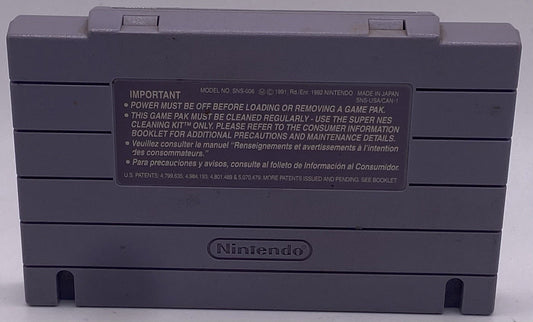 IMPORTANT MODEL NO. SNS-006 Ⓜ © 1991, Rd./Enr. 1992 NINTENDO. MADE IN JAPAN
SNS-USA/CAN-1
• POWER MUST BE OFF BEFORE LOADING OR REMOVING A GAME PAK.
• THIS GAME PAK MUST BE CLEANED REGULARLY - USE THE SUPER NES
CLEANING KIT™ ONLY. PLEASE REFER TO THE CONSUMER INFORMATION
BOOKLET FOR ADDITIONAL PRECAUTIONS AND MAINTENANCE DETAILS.
• Veuillez consulter le manuel "Renseignements et avertissements à l'intention
des consommateurs."
• Para precauciones y avisos, consulte al folleto de Información al Consumidor.
U.S. PATENTS: 4,799,635, 4,984,193, 4,801,489 & 5,070,479. MORE PATENTS ISSUED AND PENDING. SEE BOOKLET
Nintendo®